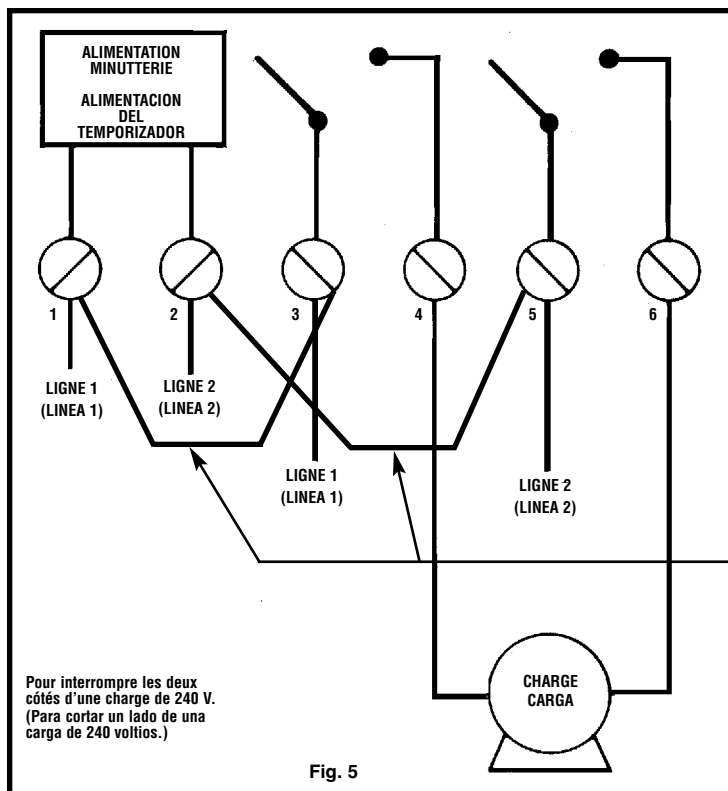 ALIMENTATION
MINUTTERIE
ALIMENTACION
DEL
TEMPORIZADOR
1
2
3
4
5
6
LIGNE 1
(LINEA 1)
LIGNE 2
(LINEA 2)
LIGNE 1
(LINEA 1)
LIGNE 2
(LINEA 2)
CHARGE
CARGA
Pour interrompre les deux
côtés d'une charge de 240 V.
(Para cortar un lado de una
carga de 240 voltios.)
Fig. 5